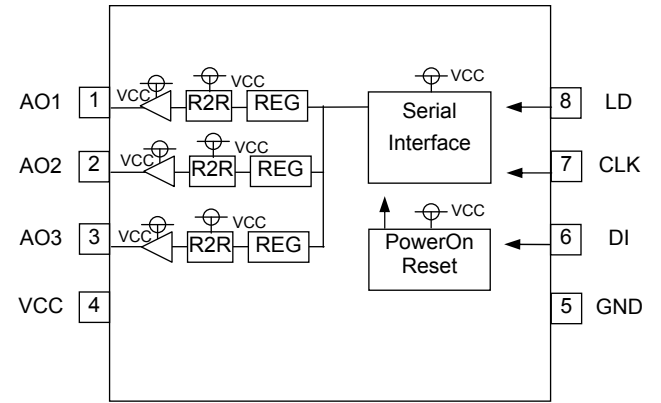 VCC VCC
AO1 1 VCC R2R REG Serial Interface 8 LD
VCC
AO2 2 VCC R2R REG 7 CLK
VCC VCC
AO3 3 VCC R2R REG PowerOn Reset 6 DI
VCC 4 5 GND